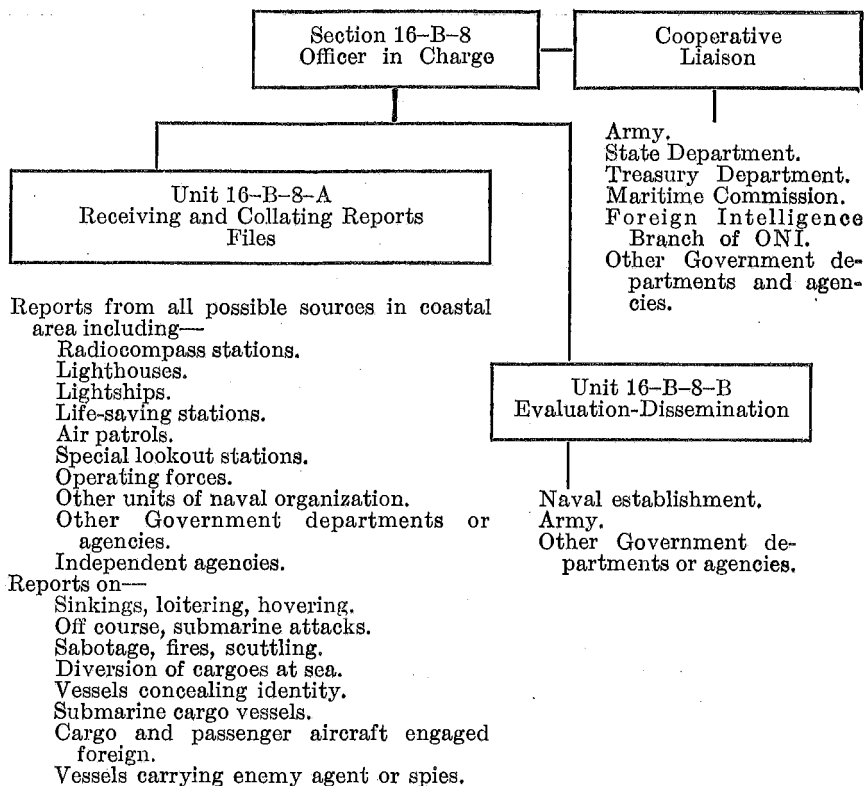 Section 16-B-8
Officer in Charge
Cooperative
Liaison
Army.
State Department.
Treasury Department.
Maritime Commission.
Foreign Intelligence
Branch of ONI.
Other Government de-
partments and agen-
cies.
Unit 16-B-8-A
Receiving and Collating Reports
Files
Reports from all possible sources in coastal
area including—
Radiocompass stations.
Lighthouses.
Lightships.
Life-saving stations.
Air patrols.
Special lookout stations.
Operating forces.
Other units of naval organization.
Other Government departments or
agencies.
Independent agencies.
Reports on—
Sinkings, loitering, hovering.
Off course, submarine attacks.
Sabotage, fires, scuttling.
Diversion of cargoes at sea.
Vessels concealing identity.
Submarine cargo vessels.
Cargo and passenger aircraft engaged
foreign.
Vessels carrying enemy agent or spies.
Unit 16-B-8-B
Evaluation-Dissemination
Naval establishment.
Army.
Other Government de-
partments or agencies.